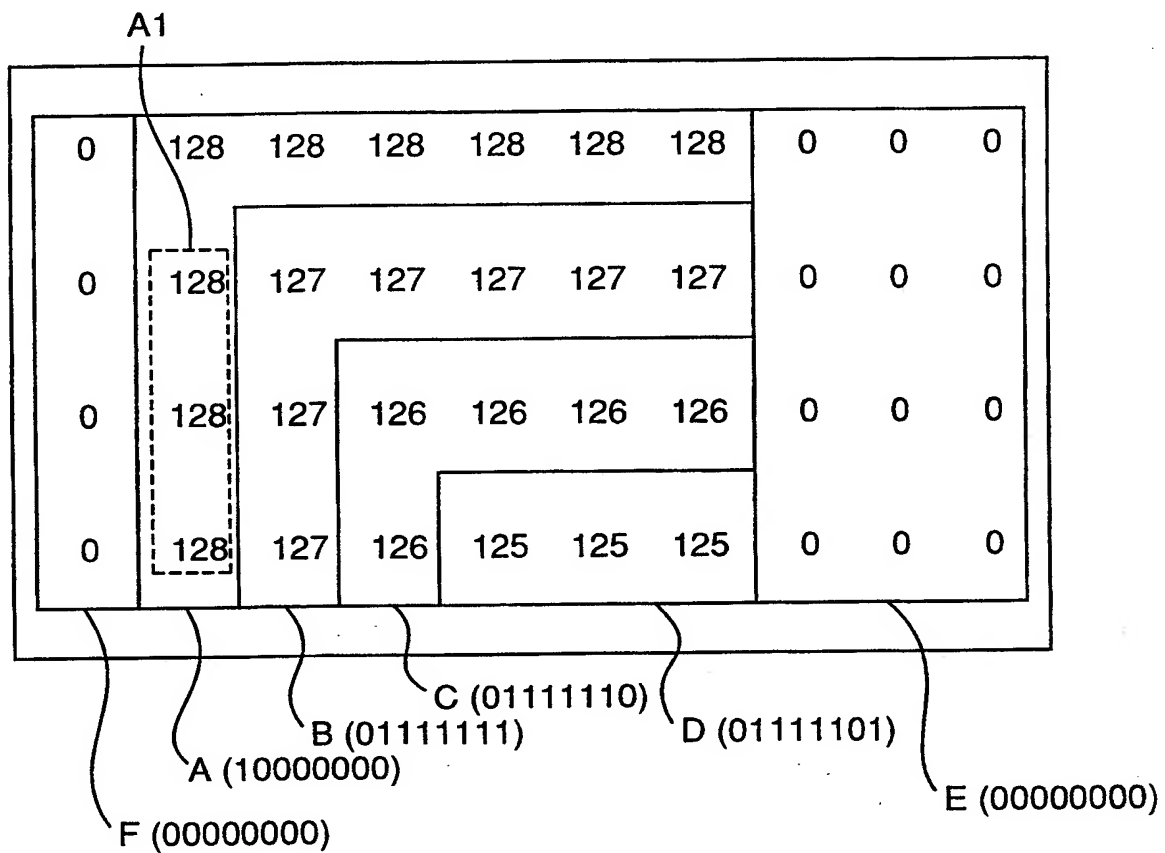 A1
0 128 128 128 128 128 128 0 0 0
0 128 127 127 127 127 127 0 0 0
0 128 127 126 126 126 126 0 0 0
0 128 127 126 125 125 125 0 0 0
C (01111110)
B (01111111) D (01111101)
A (10000000)
E (00000000)
F (00000000)